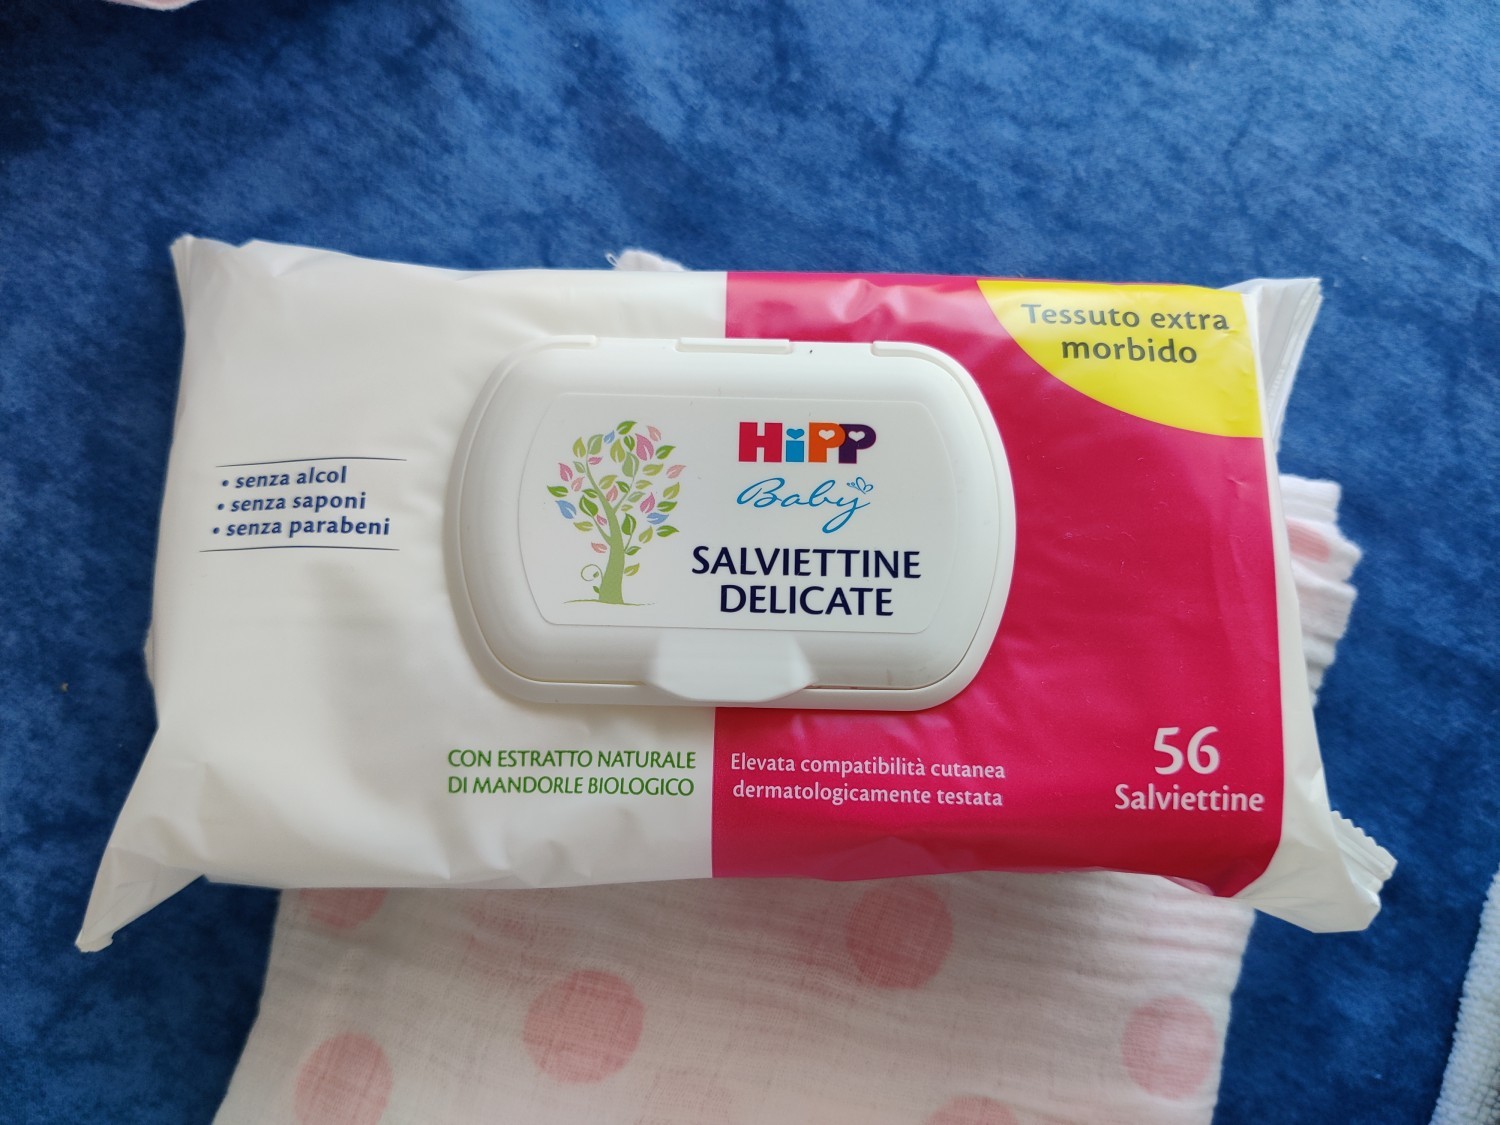 Tessuto extra
morbido
• senza alcol
• senza saponi
• senza parabeni
HiPP
Baby
SALVIETTINE
DELICATE
CON ESTRATTO NATURALE
DI MANDORLE BIOLOGICO
Elevata compatibilità cutanea
dermatologicamente testata
56
Salviettine